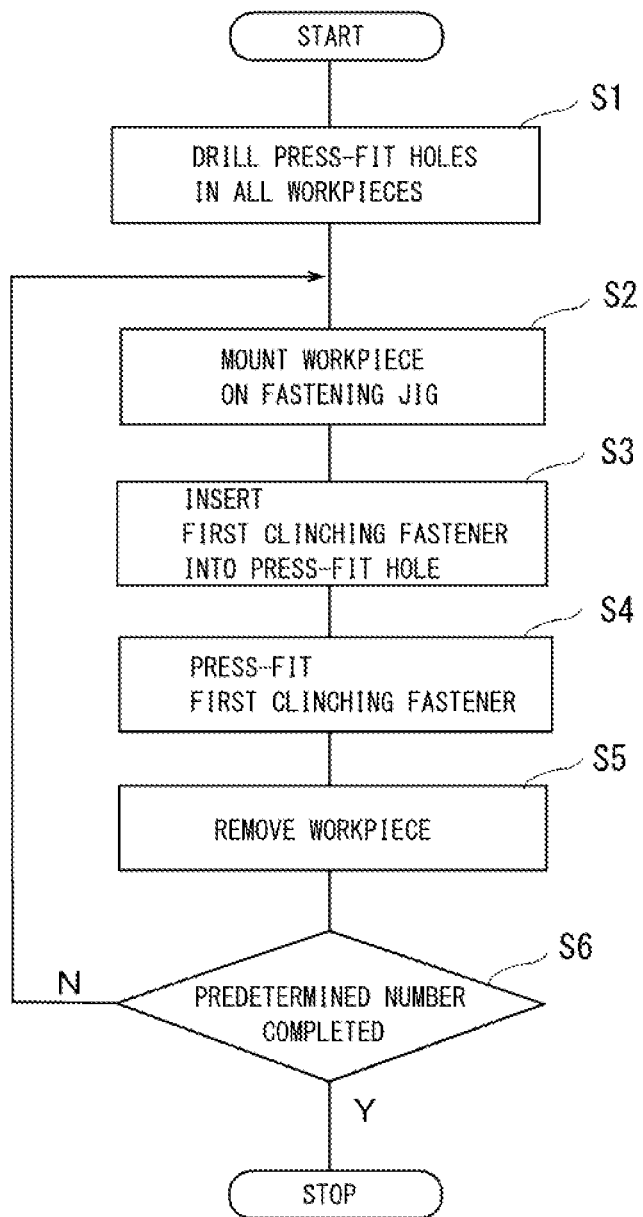 START
S1
DRILL PRESS-FIT HOLES
IN ALL WORKPIECES
S2
MOUNT WORKPIECE
ON FASTENING JIG
S3
INSERT
FIRST CLINCHING FASTENER
INTO PRESS-FIT HOLE
S4
PRESS-FIT
FIRST CLINCHING FASTENER
S5
REMOVE WORKPIECE
S6
N
PREDETERMINED NUMBER
COMPLETED
Y
STOP